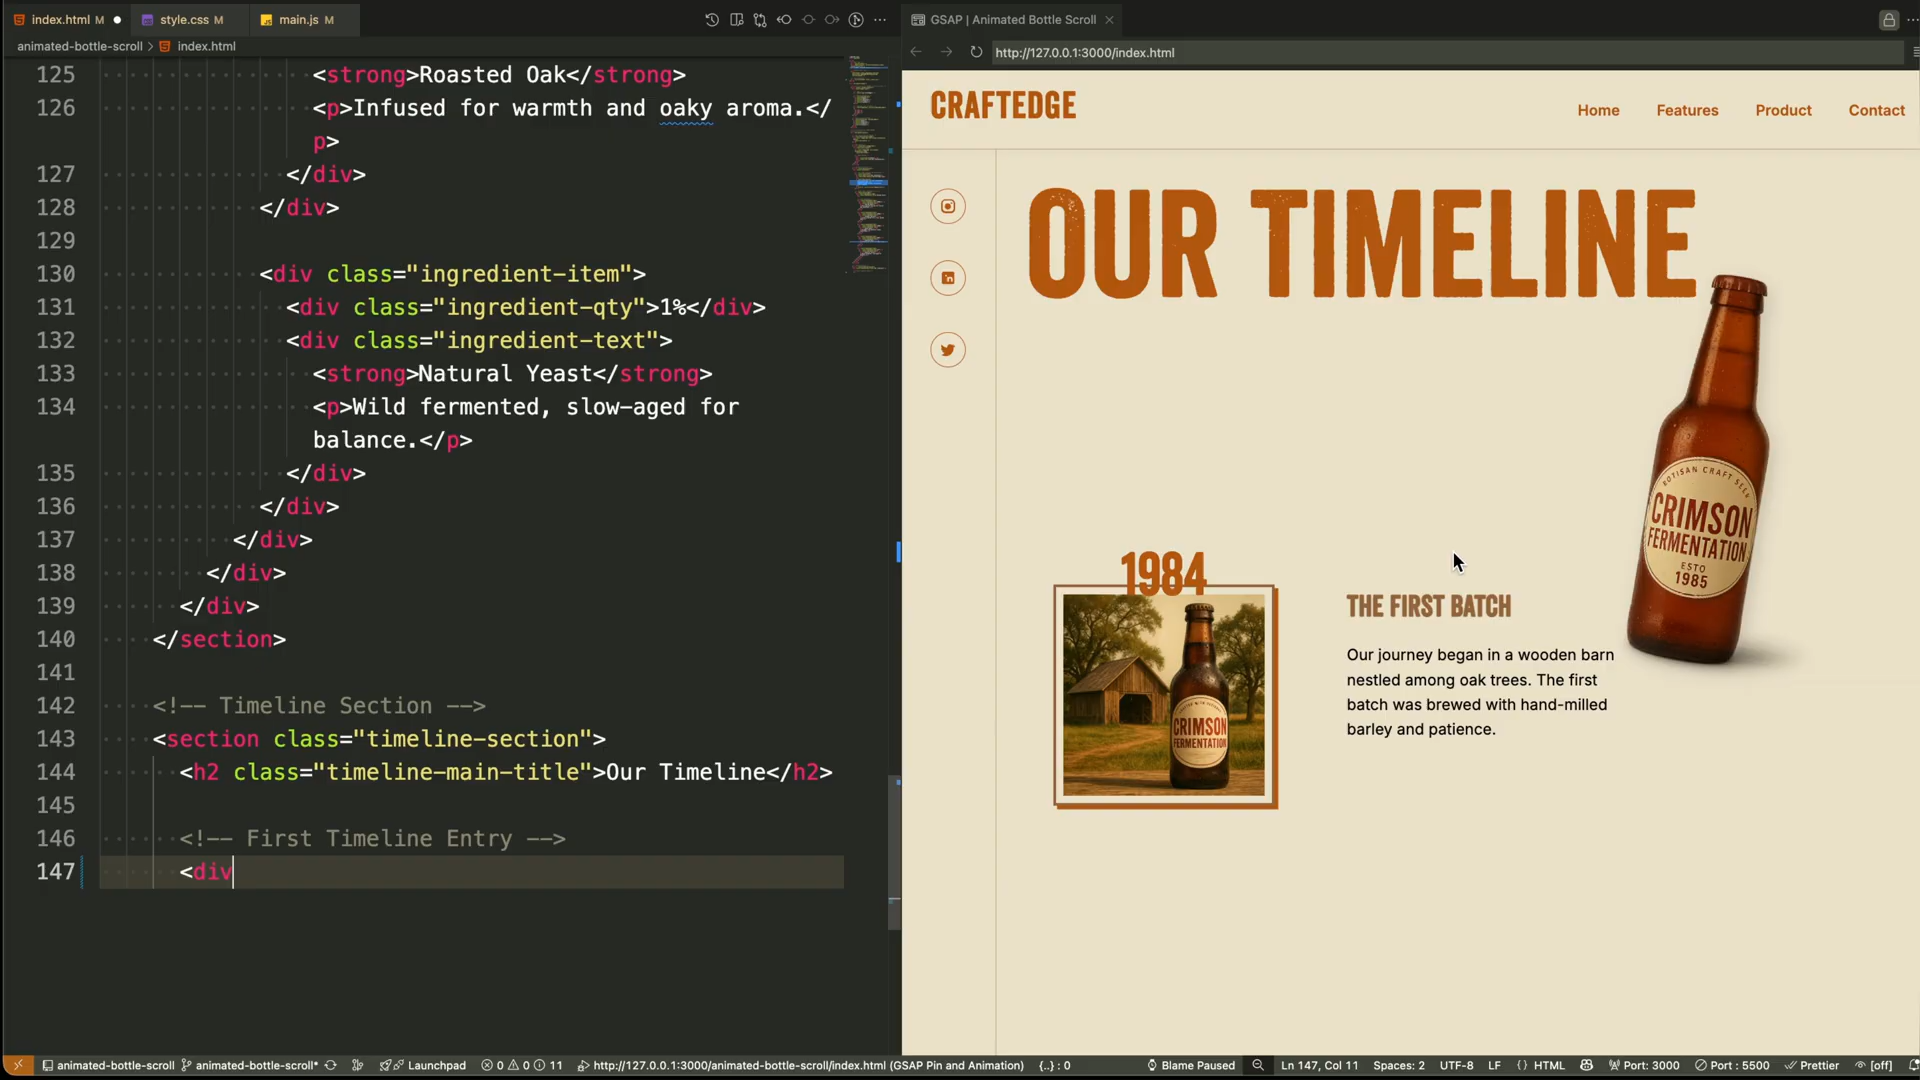 index.html M
style.css M
main.js M
animated-bottle-scroll > index.html
125 <strong>Roasted Oak</strong>
126 <p>Infused for warmth and oaky aroma.</
p>
127 </div>
128 </div>
129
130 <div class="ingredient-item">
131 <div class="ingredient-qty">1%</div>
132 <div class="ingredient-text">
133 <strong>Natural Yeast</strong>
134 <p>Wild fermented, slow-aged for
balance.</p>
135 </div>
136 </div>
137 </div>
138 </div>
139 </div>
140 </section>
141
142 <!-- Timeline Section -->
143 <section class="timeline-section">
144 <h2 class="timeline-main-title">Our Timeline</h2>
145
146 <!-- First Timeline Entry -->
147 <div
GSAP | Animated Bottle Scroll
http://127.0.0.1:3000/index.html
CRAFTEDGE
Home
Features
Product
Contact
OUR TIMELINE
CRIMSON
FERMENTATION
ESTD
1985
1984
CRIMSON
FERMENTATION
THE FIRST BATCH
Our journey began in a wooden barn
nestled among oak trees. The first
batch was brewed with hand-milled
barley and patience.
animated-bottle-scroll
animated-bottle-scroll*
Launchpad
0 0 11
http://127.0.0.1:3000/animated-bottle-scroll/index.html (GSAP Pin and Animation)
{..} : 0
Blame Paused
Ln 147, Col 11
Spaces: 2
UTF-8
LF
{} HTML
Port: 3000
Port : 5500
Prettier
[off]